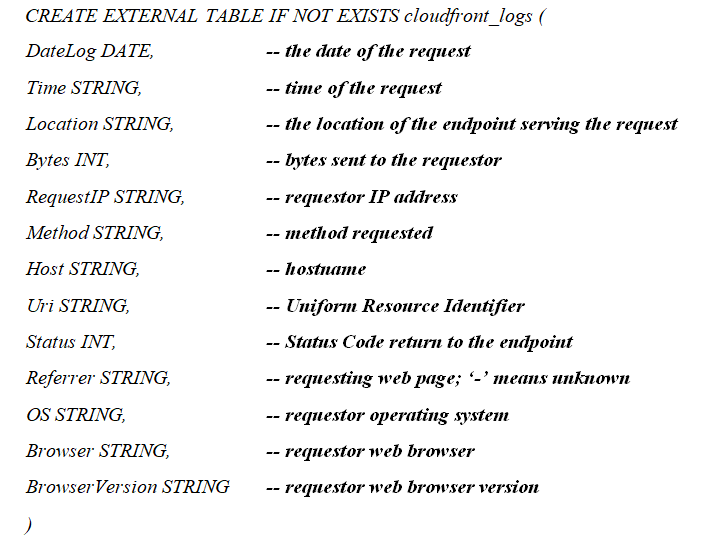 CREATE EXTERNAL TABLE IF NOT EXISTS cloudfront_logs (
DateLog DATE, -- the date of the request
Time STRING, -- time of the request
Location STRING, -- the location of the endpoint serving the request
Bytes INT, -- bytes sent to the requestor
RequestIP STRING, -- requestor IP address
Method STRING, -- method requested
Host STRING, -- hostname
Uri STRING, -- Uniform Resource Identifier
Status INT, -- Status Code return to the endpoint
Referrer STRING, -- requesting web page; ‘-’ means unknown
OS STRING, -- requestor operating system
Browser STRING, -- requestor web browser
BrowserVersion STRING -- requestor web browser version
)